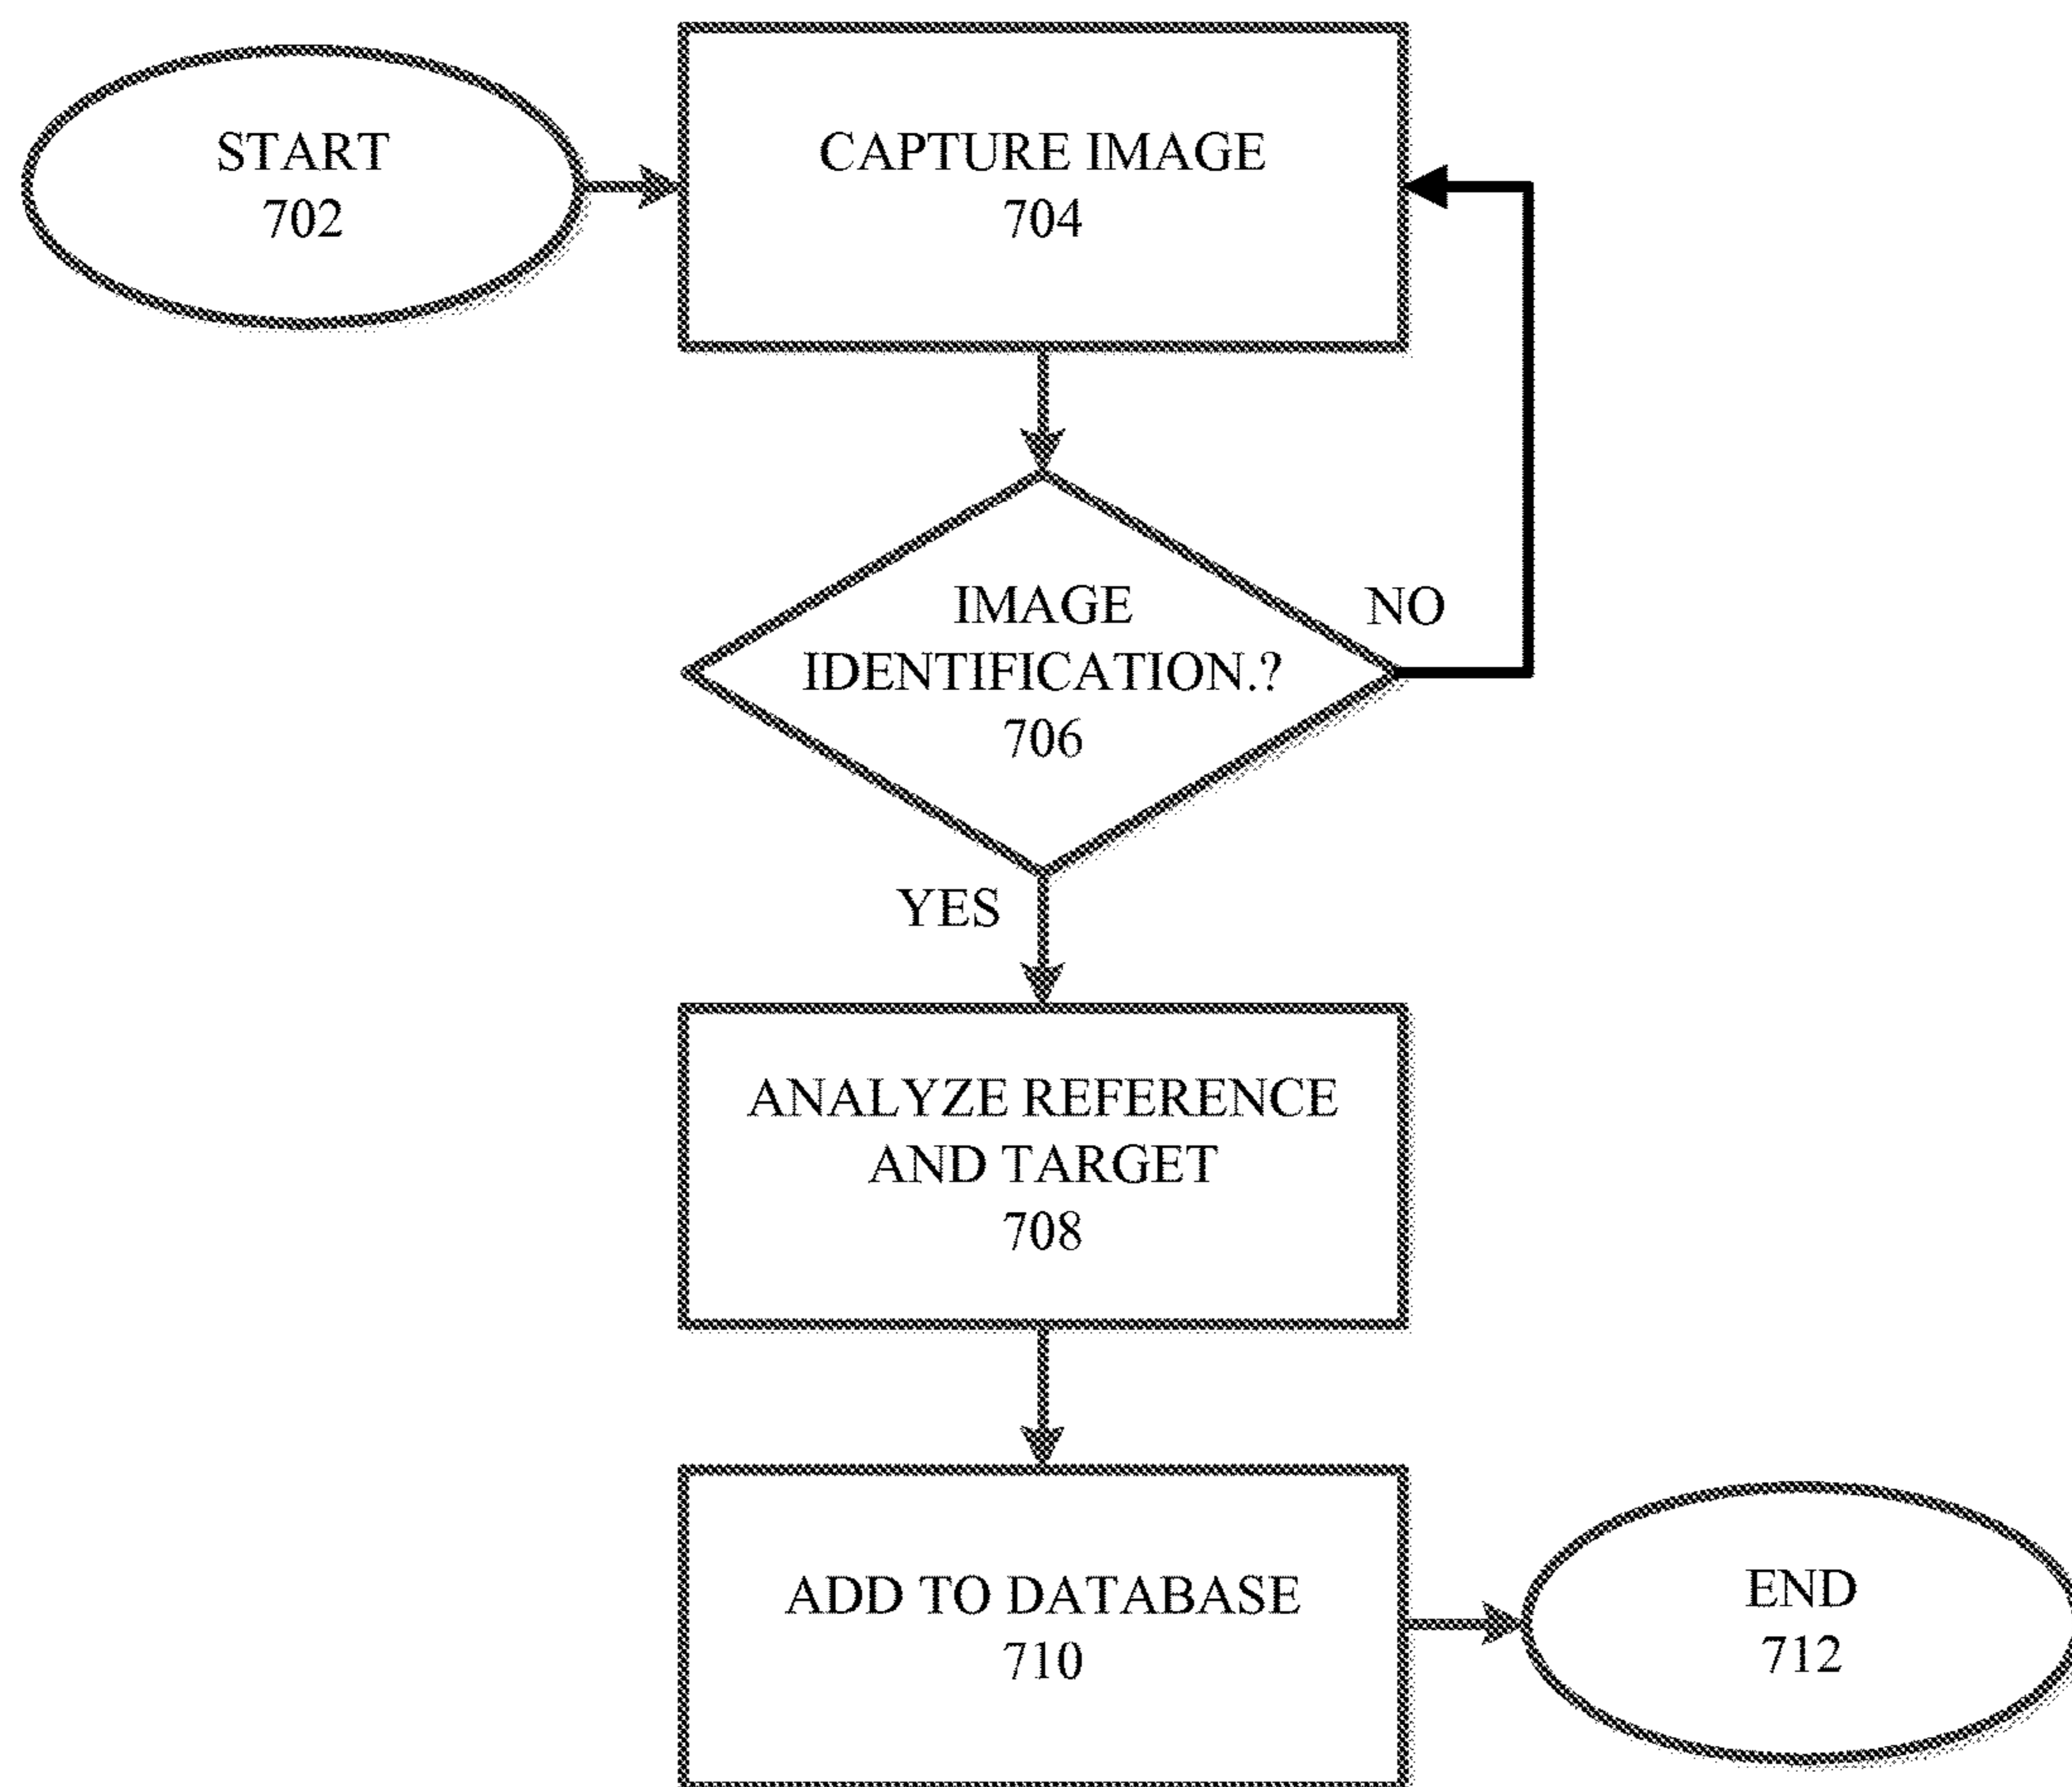 START
702
CAPTURE IMAGE
704
IMAGE
IDENTIFICATION.?
706
NO
YES
ANALYZE REFERENCE
AND TARGET
708
ADD TO DATABASE
710
END
712